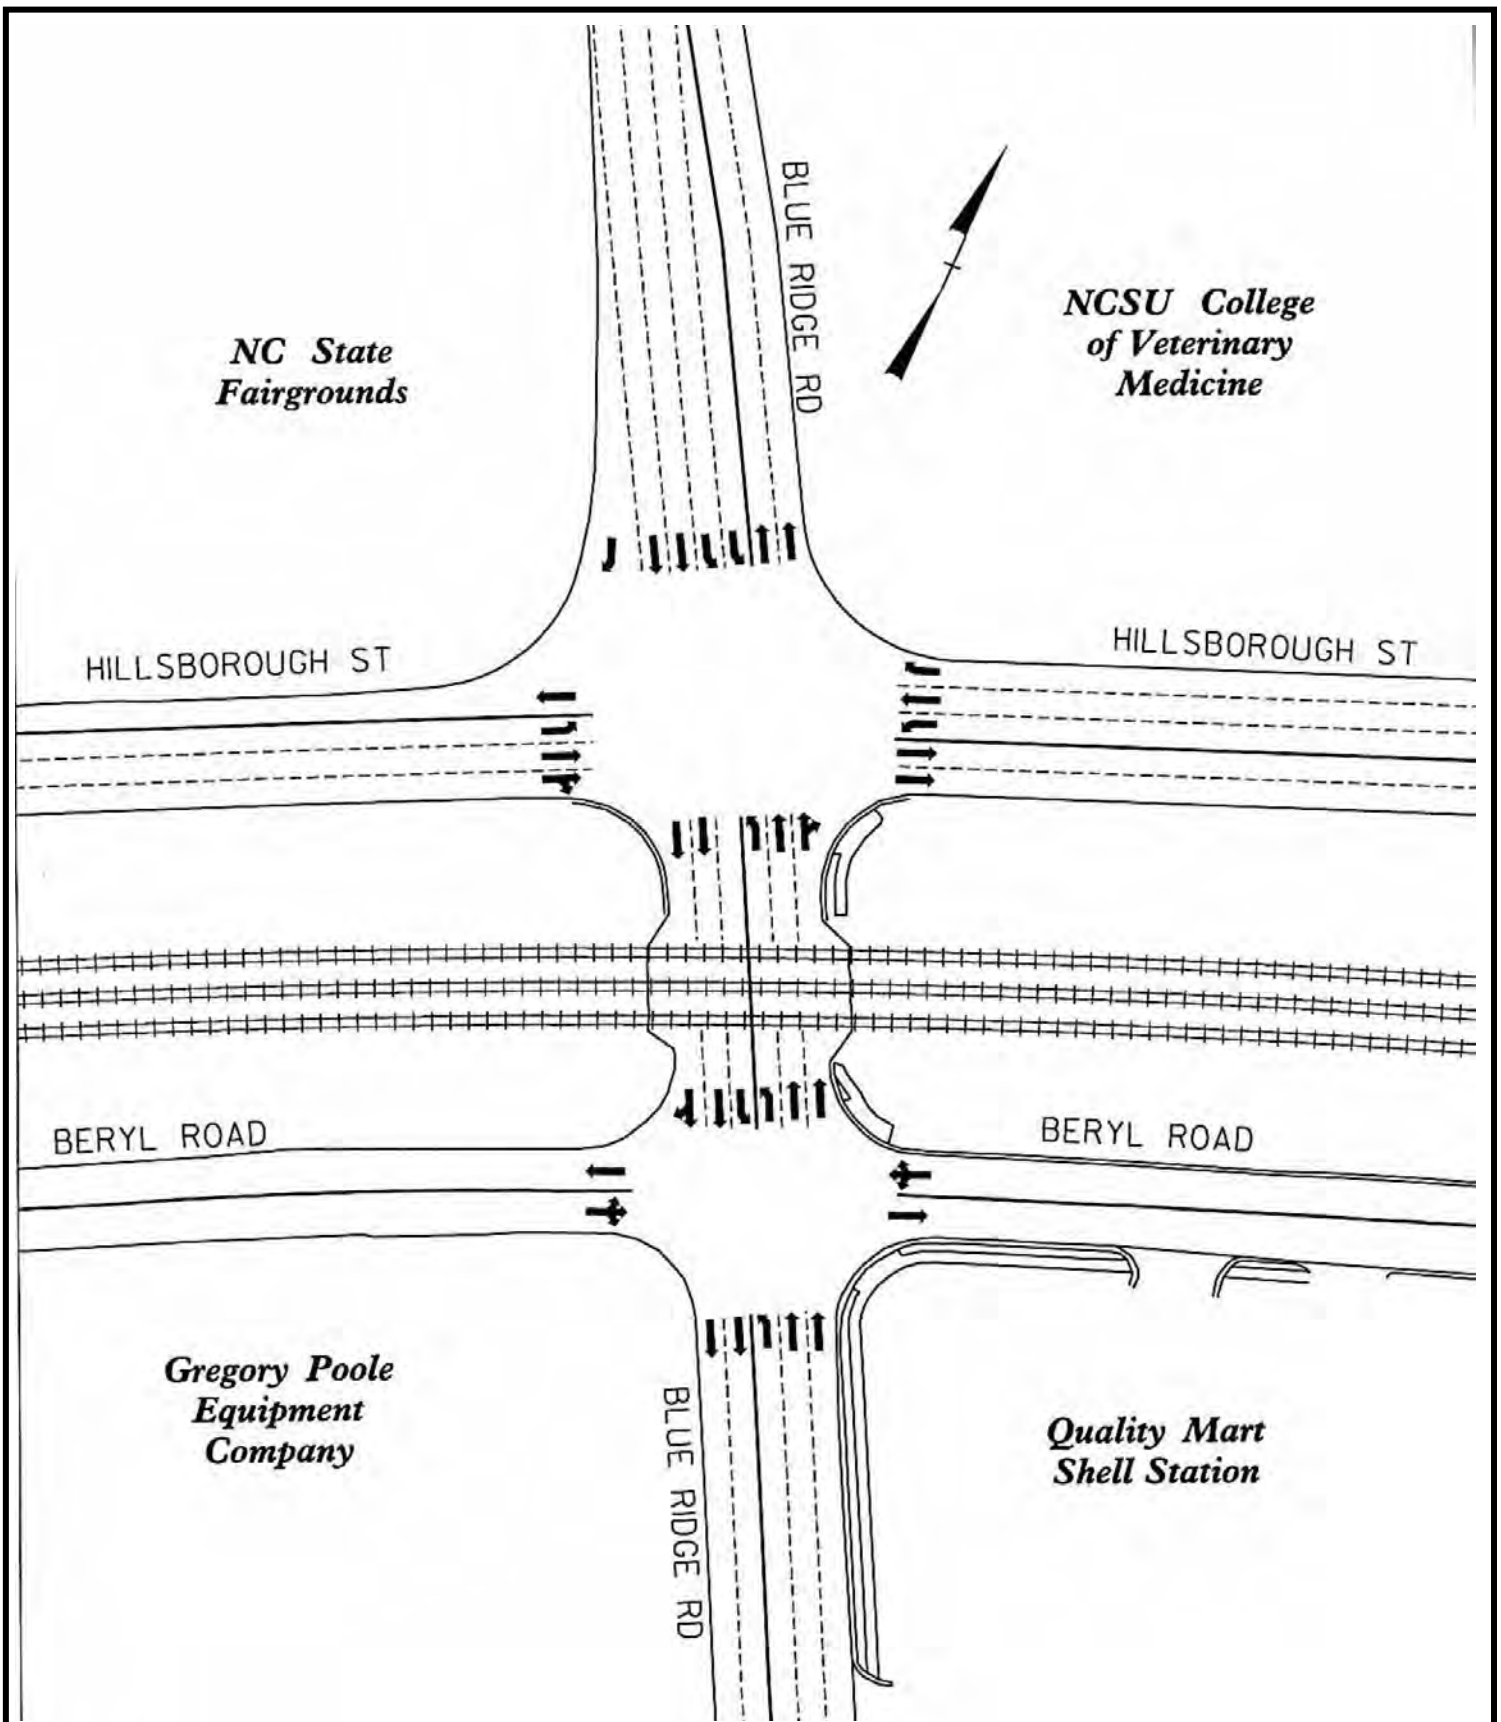 BLUE RIDGE RD
NC State
Fairgrounds
NCSU College
of Veterinary
Medicine
HILLSBOROUGH ST
HILLSBOROUGH ST
BERYL ROAD
BERYL ROAD
Gregory Poole
Equipment
Company
BLUE RIDGE RD
Quality Mart
Shell Station